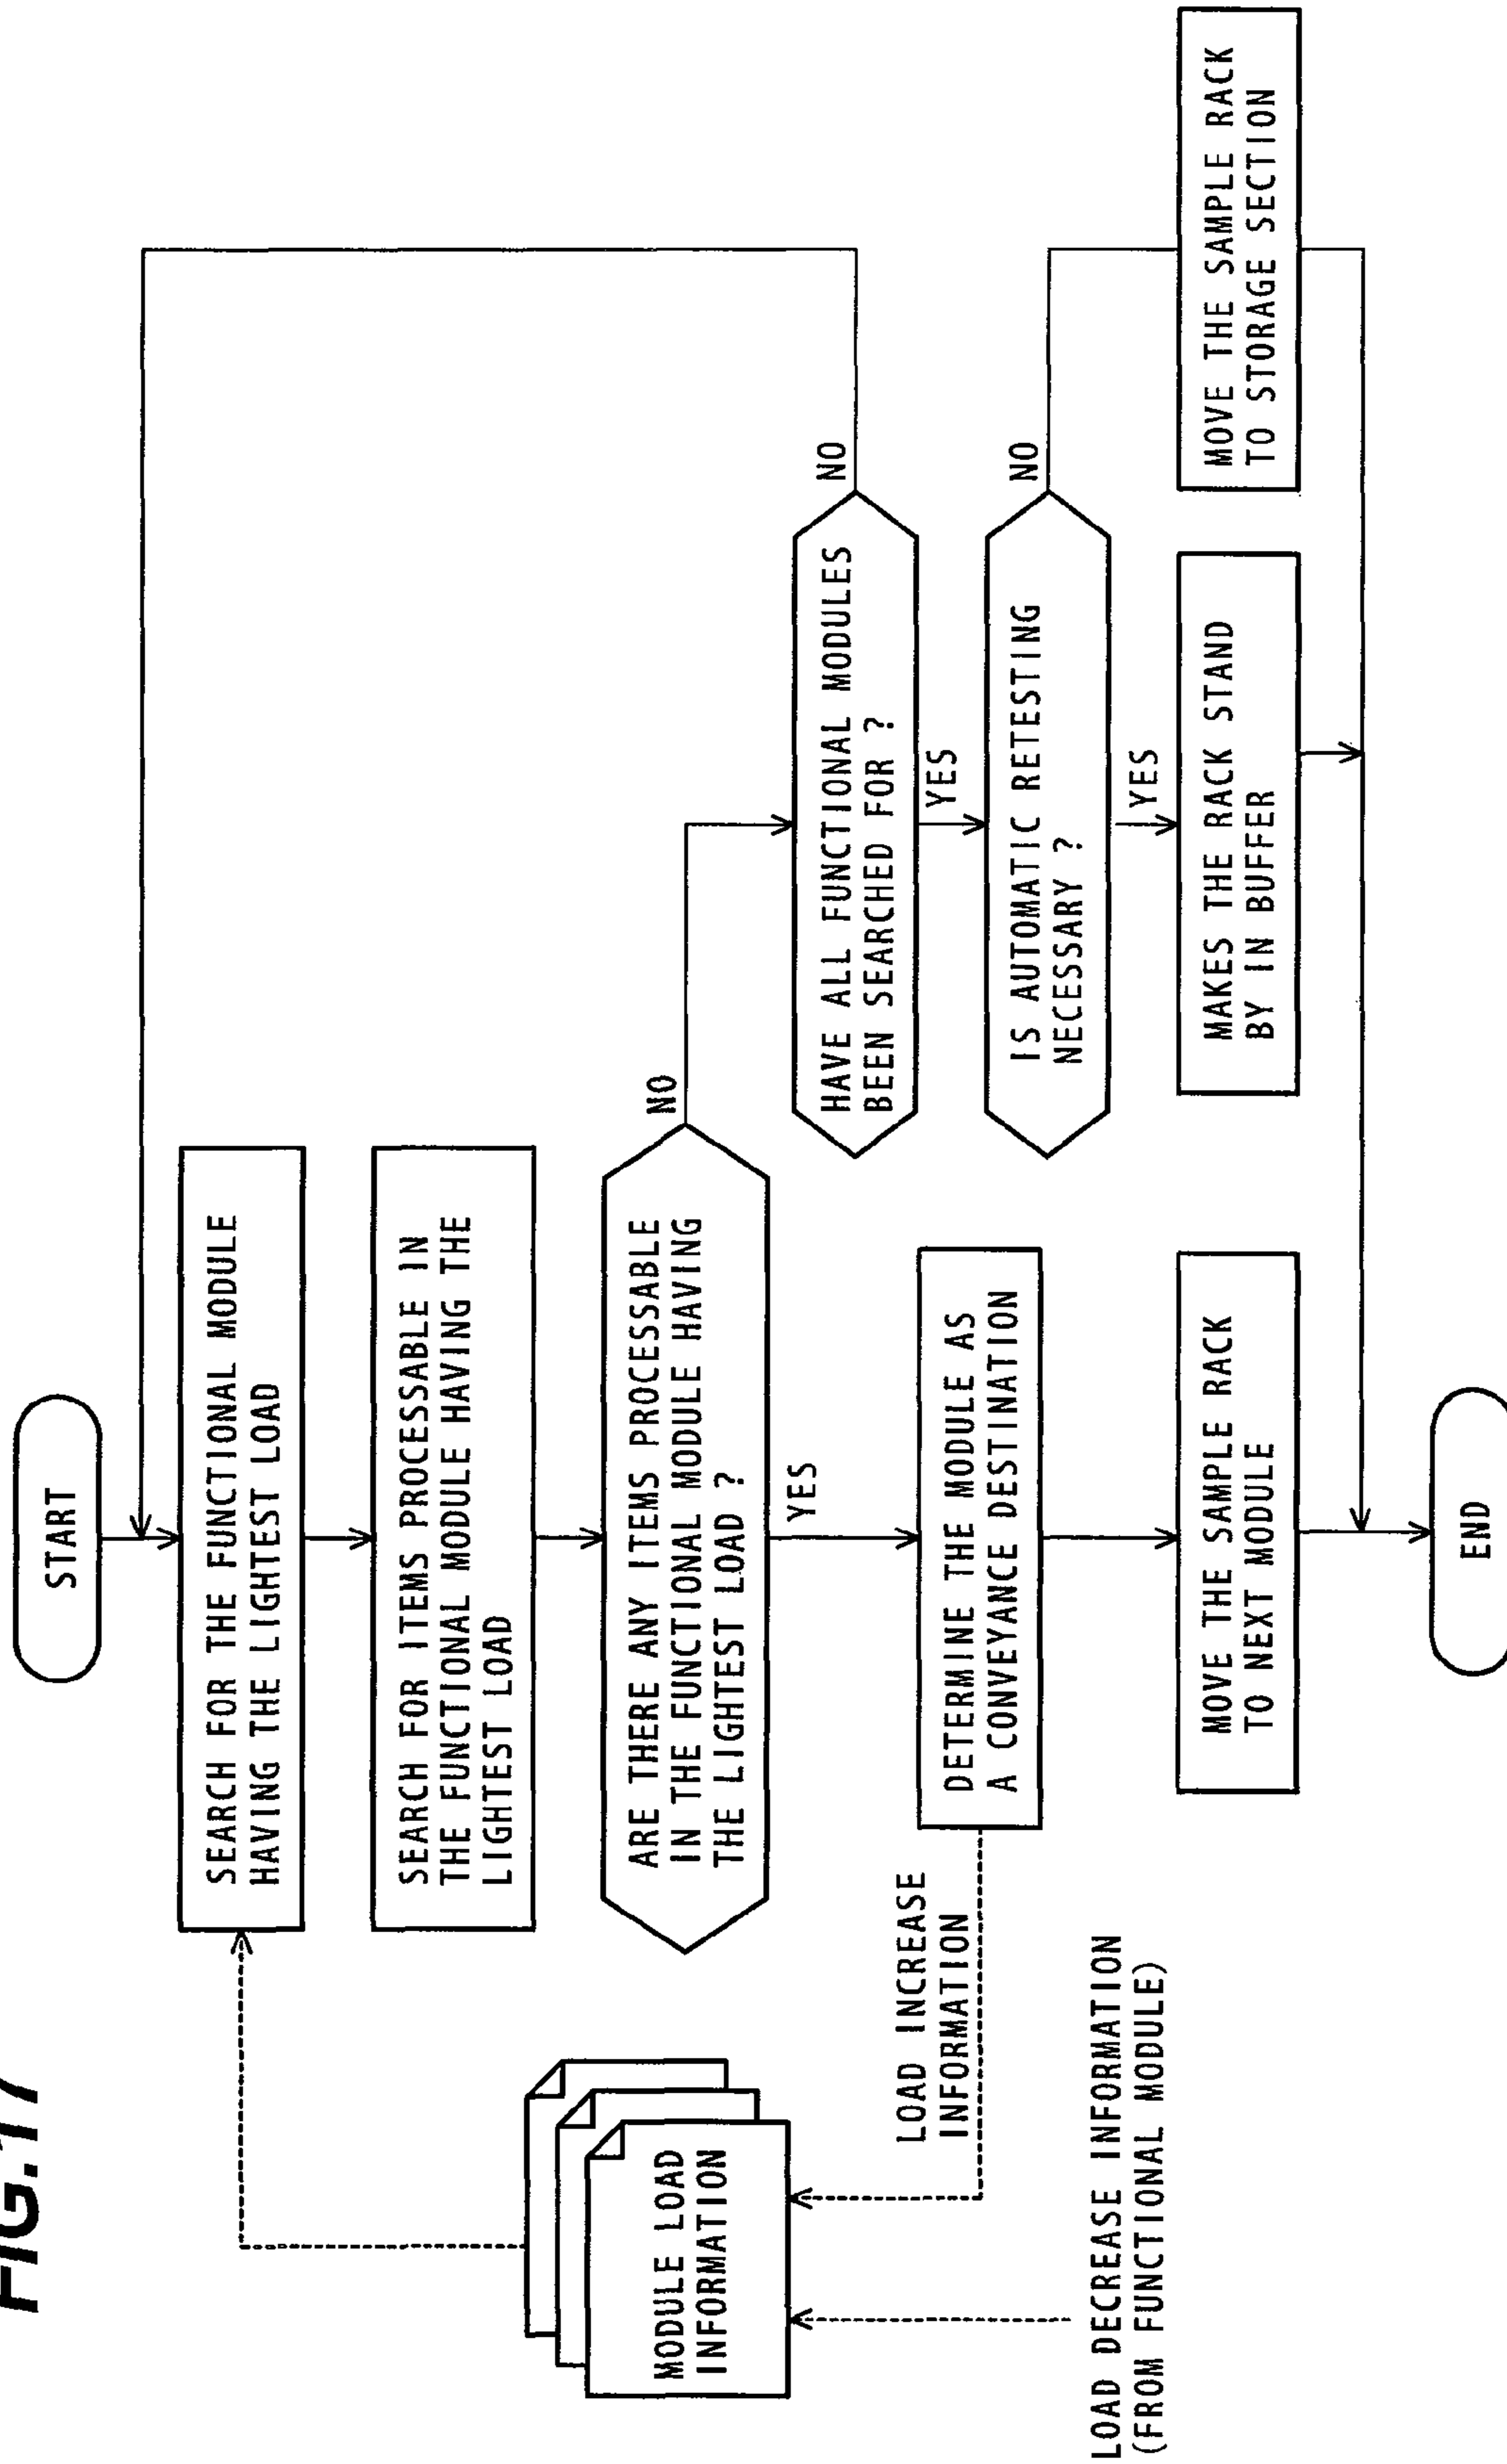 FIG.17
START
SEARCH FOR THE FUNCTIONAL MODULE
HAVING THE LIGHTEST LOAD
SEARCH FOR ITEMS PROCESSABLE IN
THE FUNCTIONAL MODULE HAVING THE
LIGHTEST LOAD
ARE THERE ANY ITEMS PROCESSABLE
IN THE FUNCTIONAL MODULE HAVING
THE LIGHTEST LOAD ?
NO
YES
HAVE ALL FUNCTIONAL MODULES
BEEN SEARCHED FOR ?
NO
YES
IS AUTOMATIC RETESTING
NECESSARY ?
NO
YES
DETERMINE THE MODULE AS
A CONVEYANCE DESTINATION
MOVE THE SAMPLE RACK
TO NEXT MODULE
MAKES THE RACK STAND
BY IN BUFFER
MOVE THE SAMPLE RACK
TO STORAGE SECTION
MODULE LOAD
INFORMATION
LOAD INCREASE
INFORMATION
LOAD DECREASE INFORMATION
(FROM FUNCTIONAL MODULE)
END